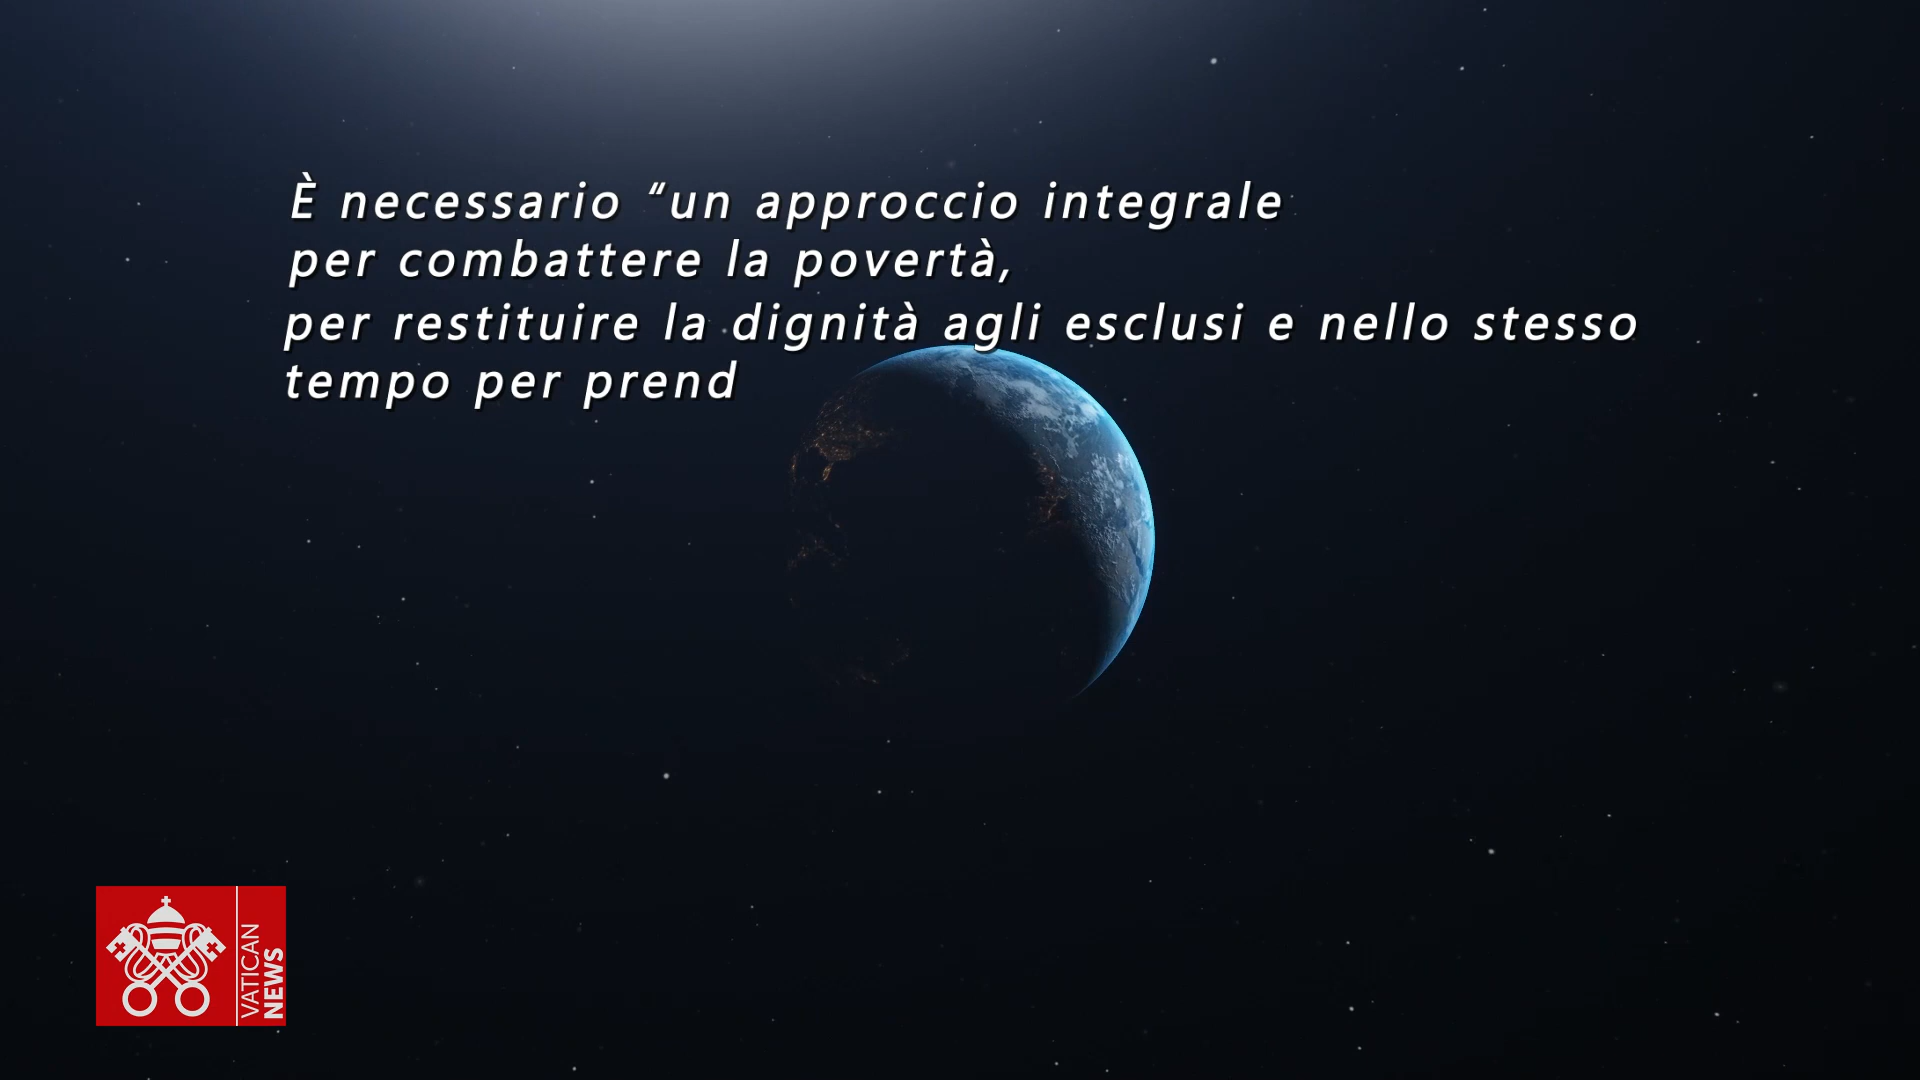 È necessario “un approccio integrale
per combattere la povertà,
per restituire la dignità agli esclusi e nello stesso
tempo per prend
VATICAN
NEWS